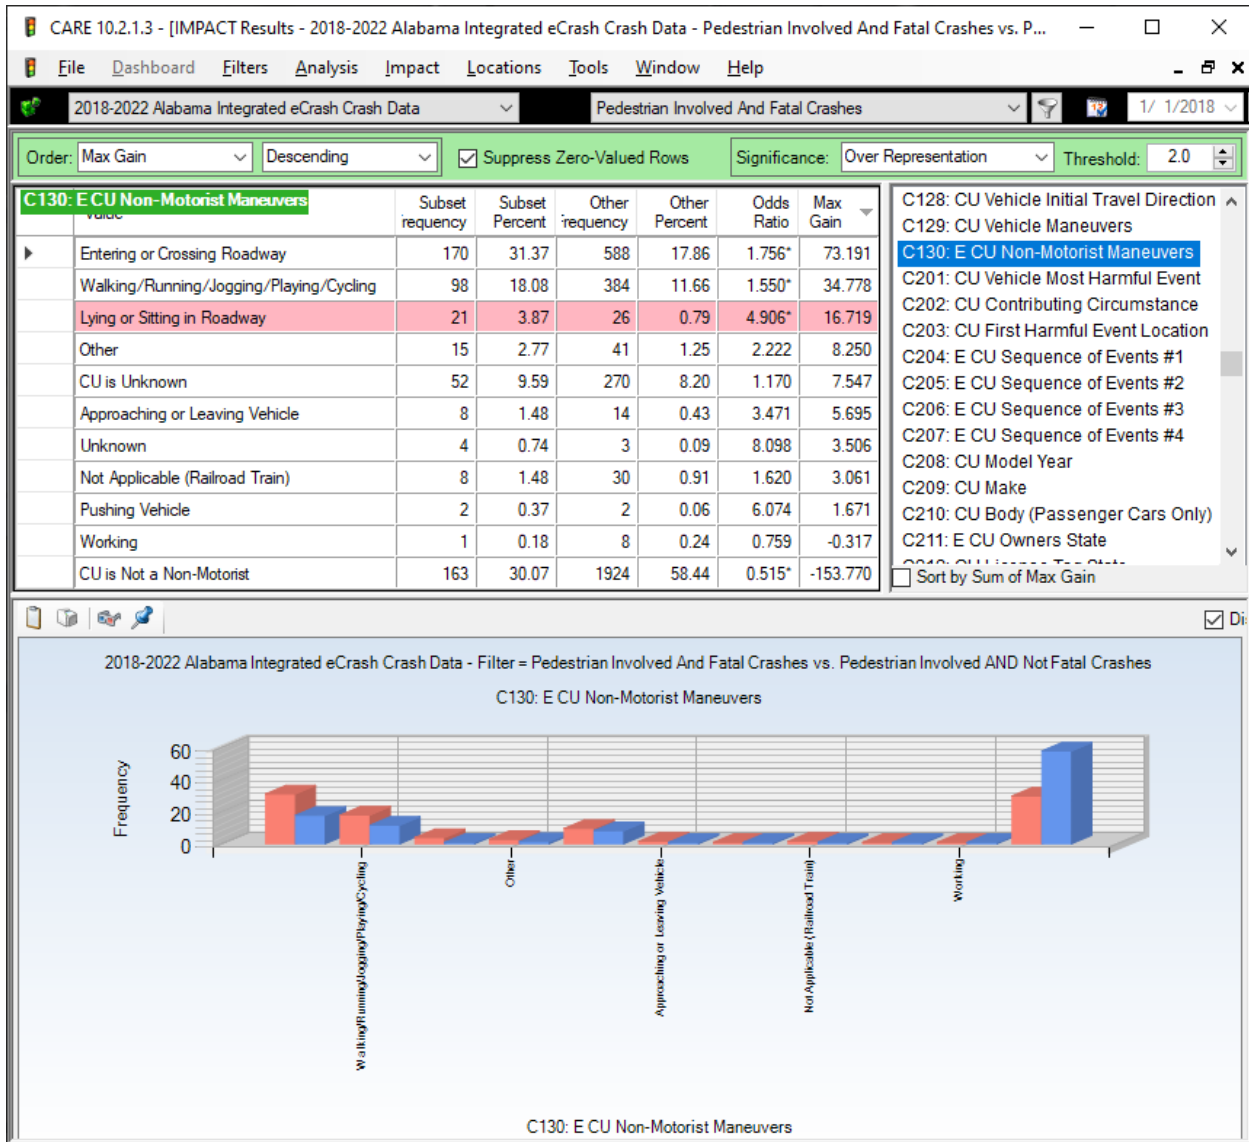 CARE 10.2.1.3 - [IMPACT Results - 2018-2022 Alabama Integrated eCrash Crash Data - Pedestrian Involved And Fatal Crashes vs. P...
File Dashboard Filters Analysis Impact Locations Tools Window Help
2018-2022 Alabama Integrated eCrash Crash Data Pedestrian Involved And Fatal Crashes 1/ 1/2018
Order: Max Gain Descending Suppress Zero-Valued Rows Significance: Over Representation Threshold: 2.0
C130: E CU Non-Motorist Maneuvers Subset Subset Other Other Odds Max
Percent Percent Ratio Gain
Entering or Crossing Roadway 170 31.37 588 17.86 1.756* 73.191
Walking/Running/Jogging/Playing/Cycling 98 18.08 384 11.66 1.550* 34.778
Lying or Sitting in Roadway 21 3.87 26 0.79 4.906* 16.719
Other 15 2.77 41 1.25 2.222 8.250
CU is Unknown 52 9.59 270 8.20 1.170 7.547
Approaching or Leaving Vehicle 8 1.48 14 0.43 3.471 5.695
Unknown 4 0.74 3 0.09 8.098 3.506
Not Applicable (Railroad Train) 8 1.48 30 0.91 1.620 3.061
Pushing Vehicle 2 0.37 2 0.06 6.074 1.671
Working 1 0.18 8 0.24 0.759 -0.317
CU is Not a Non-Motorist 163 30.07 1924 58.44 0.515* -153.770
C128: CU Vehicle Initial Travel Direction
C129: CU Vehicle Maneuvers
C130: E CU Non-Motorist Maneuvers
C201: CU Vehicle Most Harmful Event
C202: CU Contributing Circumstance
C203: CU First Harmful Event Location
C204: E CU Sequence of Events #1
C205: E CU Sequence of Events #2
C206: E CU Sequence of Events #3
C207: E CU Sequence of Events #4
C208: CU Model Year
C209: CU Make
C210: CU Body (Passenger Cars Only)
C211: E CU Owners State
Sort by Sum of Max Gain
2018-2022 Alabama Integrated eCrash Crash Data - Filter = Pedestrian Involved And Fatal Crashes vs. Pedestrian Involved AND Not Fatal Crashes
C130: E CU Non-Motorist Maneuvers
Frequency
60
40
20
0
Walking/Running/Jogging/Playing/Cycling
Other
Approaching or Leaving Vehicle
Not Applicable (Railroad Train)
Working
C130: E CU Non-Motorist Maneuvers